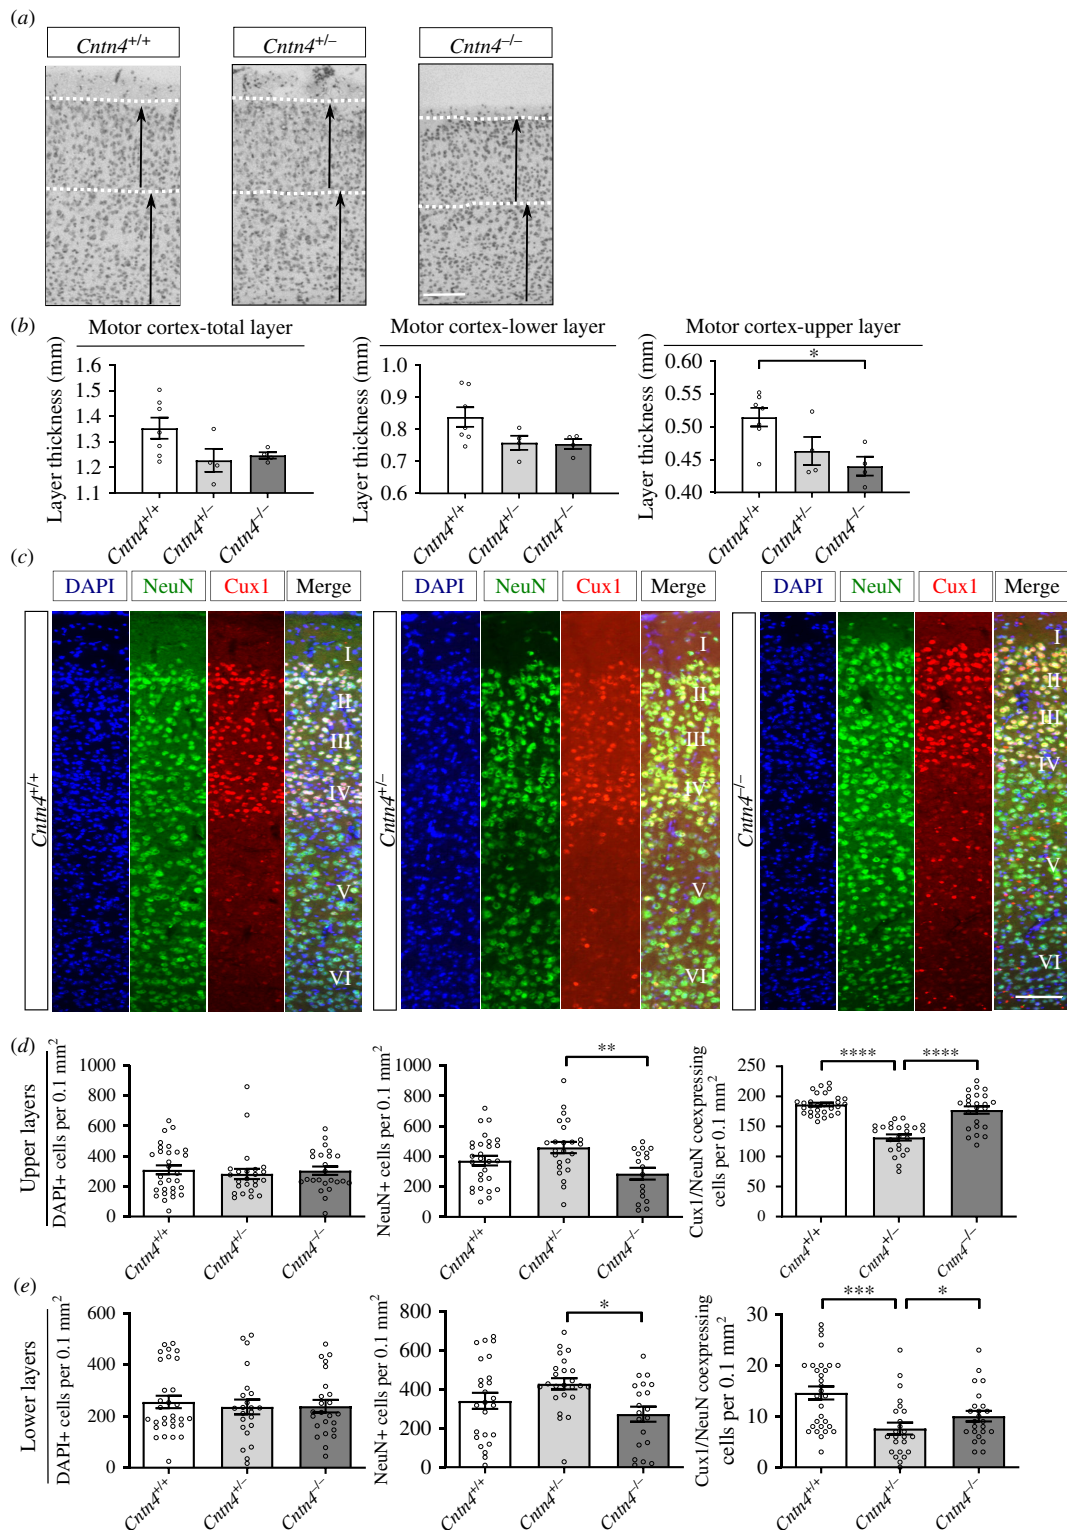 (a)
Cntn4+/+ Cntn4+/– Cntn4–/–
(b)
Motor cortex-total layer Motor cortex-lower layer Motor cortex-upper layer
Layer thickness (mm)
1.6
1.5
1.4
1.3
1.2
1.1
Cntn4+/+ Cntn4+/– Cntn4–/–
Layer thickness (mm)
1.0
0.9
0.8
0.7
0.6
Cntn4+/+ Cntn4+/– Cntn4–/–
Layer thickness (mm)
*
0.60
0.55
0.50
0.45
0.40
Cntn4+/+ Cntn4+/– Cntn4–/–
(c)
DAPI NeuN Cux1 Merge DAPI NeuN Cux1 Merge DAPI NeuN Cux1 Merge
Cntn4+/+
I
II
III
IV
V
VI
Cntn4+/–
I
II
III
IV
V
VI
Cntn4–/–
I
II
III
IV
V
VI
(d)
Upper layers
DAPI+ cells per 0.1 mm2
1000
800
600
400
200
0
Cntn4+/+ Cntn4+/– Cntn4–/–
NeuN+ cells per 0.1 mm2
**
1000
800
600
400
200
0
Cntn4+/+ Cntn4+/– Cntn4–/–
Cux1/NeuN coexpressing
cells per 0.1 mm2
**** ****
250
200
150
100
50
0
Cntn4+/+ Cntn4+/– Cntn4–/–
(e)
Lower layers
DAPI+ cells per 0.1 mm2
600
400
200
0
Cntn4+/+ Cntn4+/– Cntn4–/–
NeuN+ cells per 0.1 mm2
*
800
600
400
200
0
Cntn4+/+ Cntn4+/– Cntn4–/–
Cux1/NeuN coexpressing
cells per 0.1 mm2
*** *
30
20
10
0
Cntn4+/+ Cntn4+/– Cntn4–/–